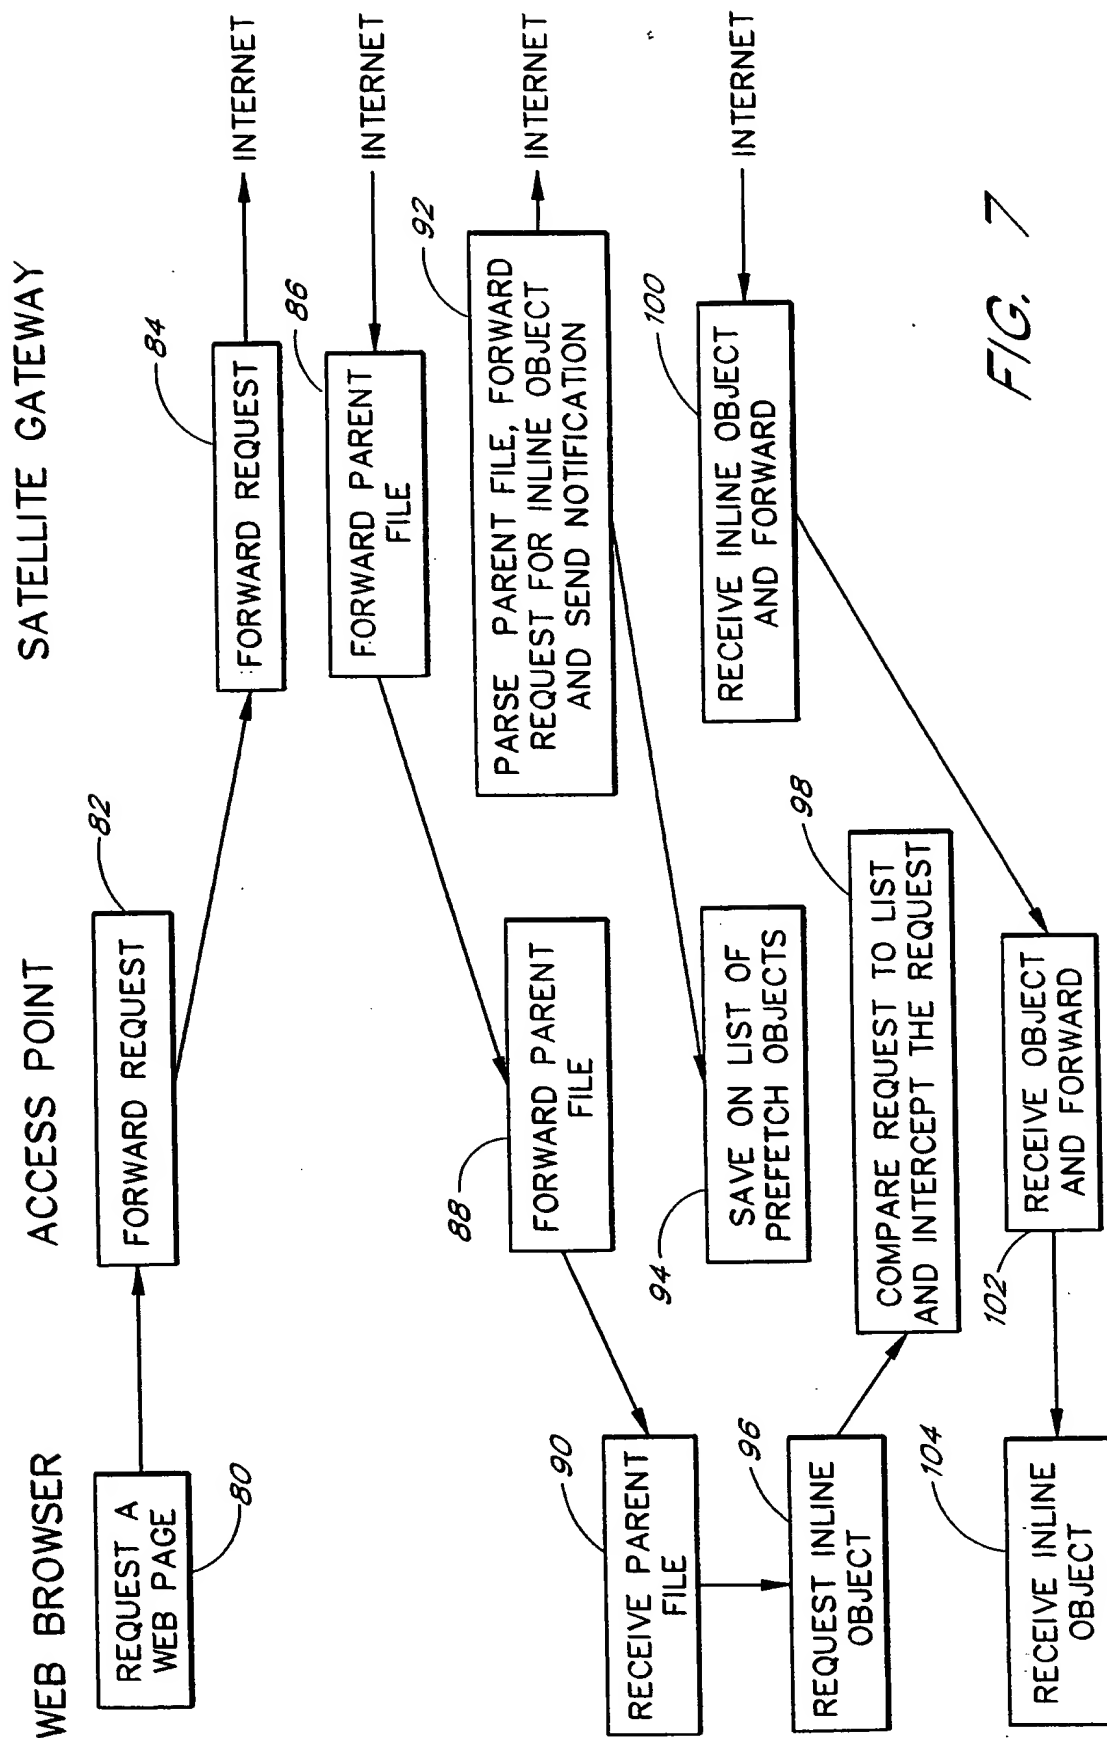 WEB BROWSER
ACCESS POINT
SATELLITE GATEWAY
REQUEST A
WEB PAGE
80
FORWARD REQUEST
82
FORWARD REQUEST
84
INTERNET
FORWARD PARENT
FILE
86
INTERNET
FORWARD PARENT
FILE
88
RECEIVE PARENT
FILE
90
PARSE PARENT FILE, FORWARD
REQUEST FOR INLINE OBJECT
AND SEND NOTIFICATION
92
INTERNET
SAVE ON LIST OF
PREFETCH OBJECTS
94
REQUEST INLINE
OBJECT
96
COMPARE REQUEST TO LIST
AND INTERCEPT THE REQUEST
98
RECEIVE INLINE OBJECT
AND FORWARD
100
INTERNET
RECEIVE OBJECT
AND FORWARD
102
RECEIVE INLINE
OBJECT
104
FIG. 7